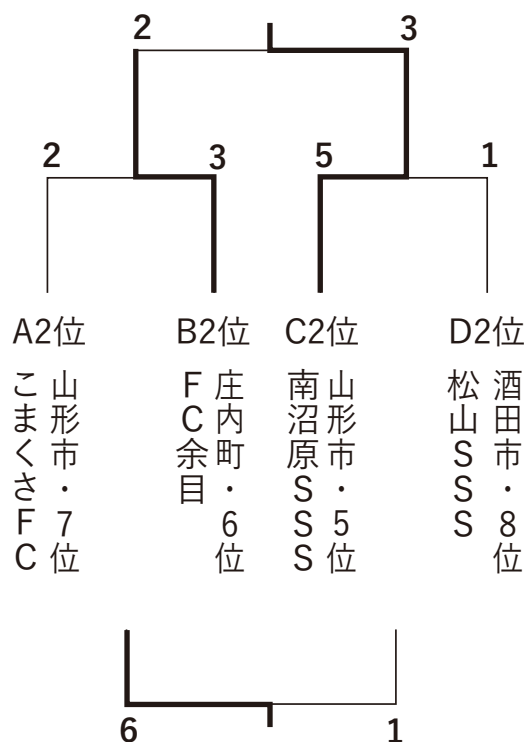 2 3
2 3 5 1
A2位 B2位 C2位 D2位
山形市・7位
こまくさFC
庄内町・6位
FC余目
山形市・5位
南沼原SSS
酒田市・8位
松山SSS
6 1